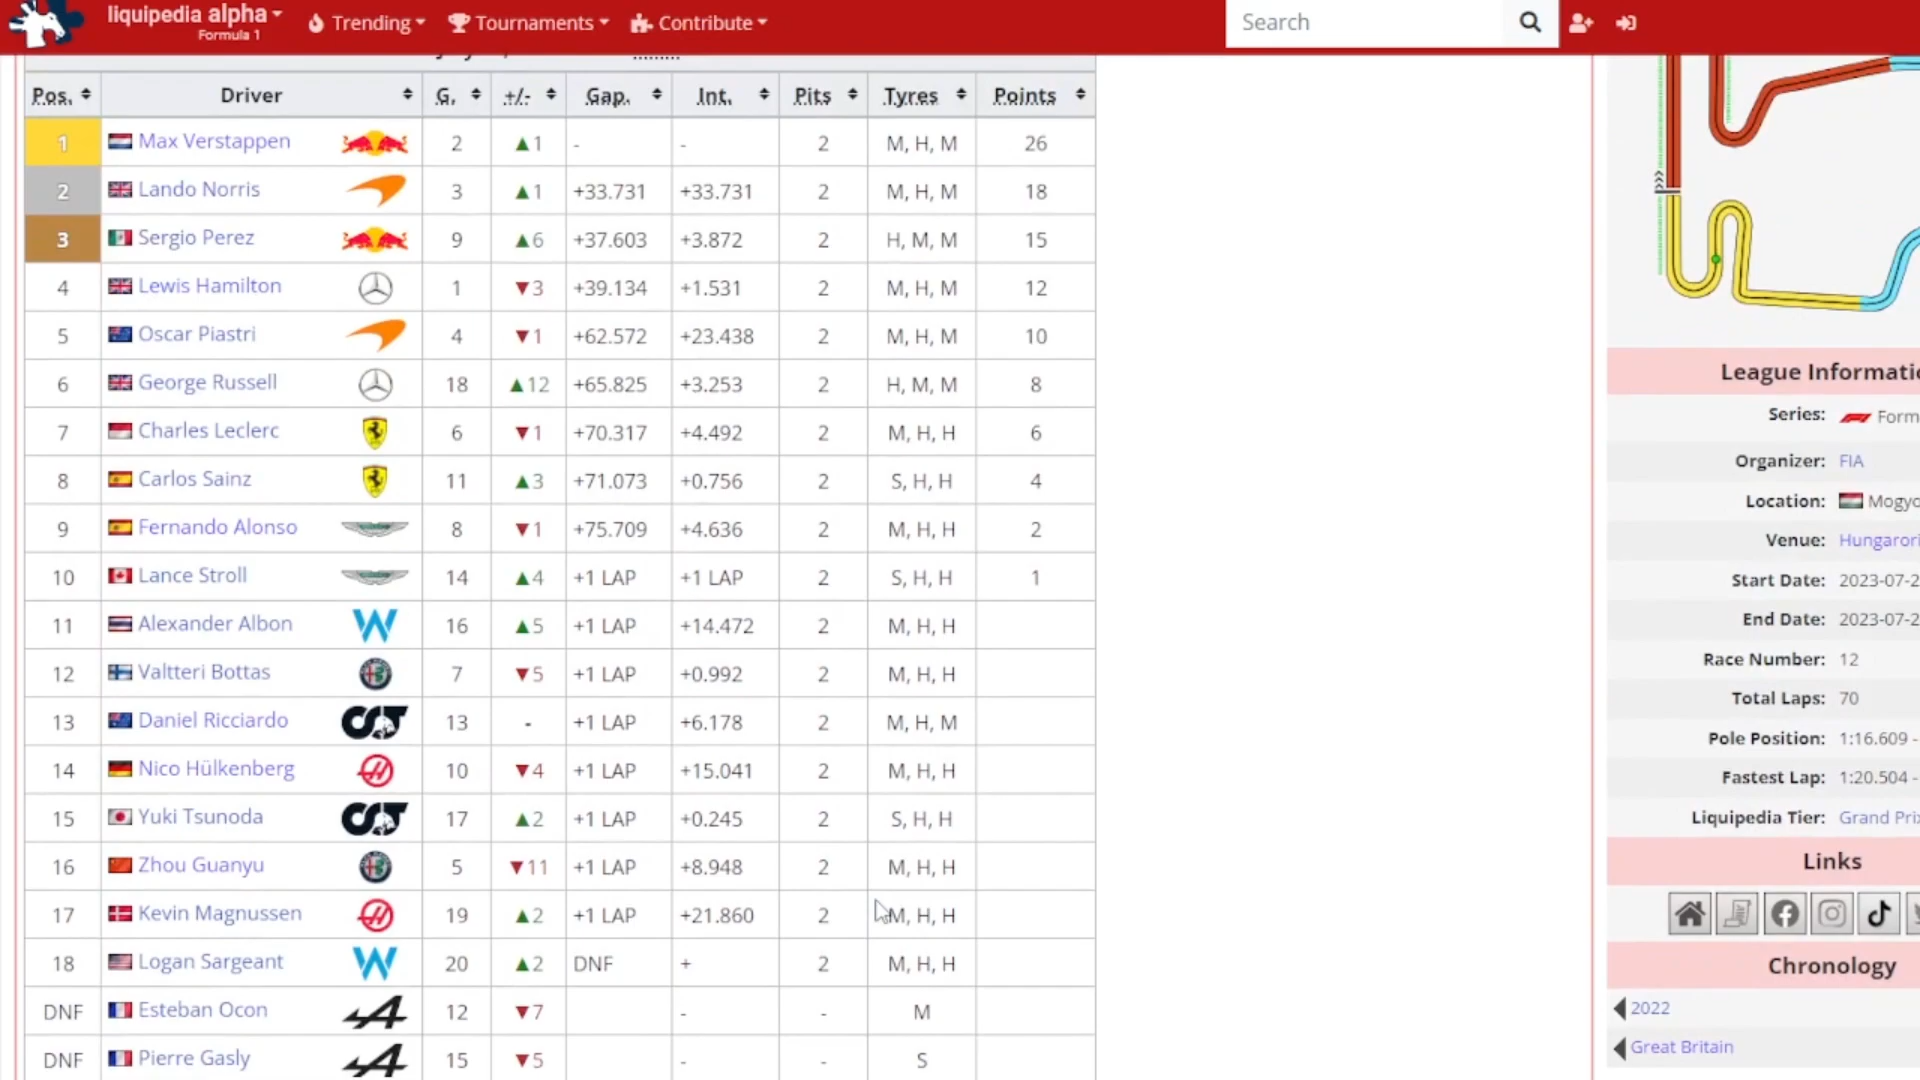 liquipedia alpha
Formula 1
Trending
Tournaments
Contribute
Search
Pos. Driver G. +/- Gap. Int. Pits Tyres Points
1 Max Verstappen 2 ▲1 - - 2 M, H, M 26
2 Lando Norris 3 ▲1 +33.731 +33.731 2 M, H, M 18
3 Sergio Perez 9 ▲6 +37.603 +3.872 2 H, M, M 15
4 Lewis Hamilton 1 ▼3 +39.134 +1.531 2 M, H, M 12
5 Oscar Piastri 4 ▼1 +62.572 +23.438 2 M, H, M 10
6 George Russell 18 ▲12 +65.825 +3.253 2 H, M, M 8
7 Charles Leclerc 6 ▼1 +70.317 +4.492 2 M, H, H 6
8 Carlos Sainz 11 ▲3 +71.073 +0.756 2 S, H, H 4
9 Fernando Alonso 8 ▼1 +75.709 +4.636 2 M, H, H 2
10 Lance Stroll 14 ▲4 +1 LAP +1 LAP 2 S, H, H 1
11 Alexander Albon 16 ▲5 +1 LAP +14.472 2 M, H, H
12 Valtteri Bottas 7 ▼5 +1 LAP +0.992 2 M, H, H
13 Daniel Ricciardo 13 - +1 LAP +6.178 2 M, H, M
14 Nico Hülkenberg 10 ▼4 +1 LAP +15.041 2 M, H, H
15 Yuki Tsunoda 17 ▲2 +1 LAP +0.245 2 S, H, H
16 Zhou Guanyu 5 ▼11 +1 LAP +8.948 2 M, H, H
17 Kevin Magnussen 19 ▲2 +1 LAP +21.860 2 M, H, H
18 Logan Sargeant 20 ▲2 DNF + 2 M, H, H
DNF Esteban Ocon 12 ▼7 - - M
DNF Pierre Gasly 15 ▼5 - - S
League Informati
Series: Form
Organizer: FIA
Location: Mogyo
Venue: Hungarori
Start Date: 2023-07-2
End Date: 2023-07-2
Race Number: 12
Total Laps: 70
Pole Position: 1:16.609 -
Fastest Lap: 1:20.504 -
Liquipedia Tier: Grand Prix
Links
Chronology
2022
Great Britain